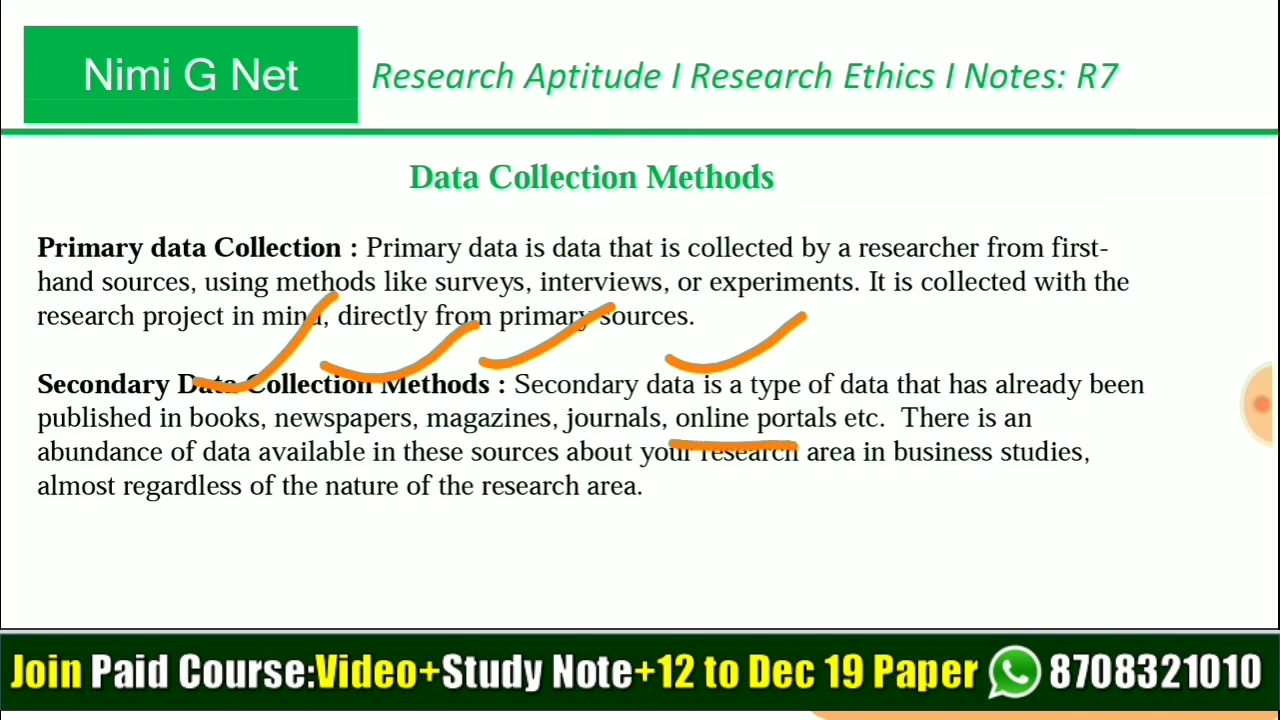 Nimi G Net
Research Aptitude I Research Ethics I Notes: R7
Data Collection Methods
Primary data Collection : Primary data is data that is collected by a researcher from first-
hand sources, using methods like surveys, interviews, or experiments. It is collected with the
research project in mind, directly from primary sources.
Secondary Data Collection Methods : Secondary data is a type of data that has already been
published in books, newspapers, magazines, journals, online portals etc. There is an
abundance of data available in these sources about your research area in business studies,
almost regardless of the nature of the research area.
Join Paid Course:Video+Study Note+12 to Dec 19 Paper 8708321010